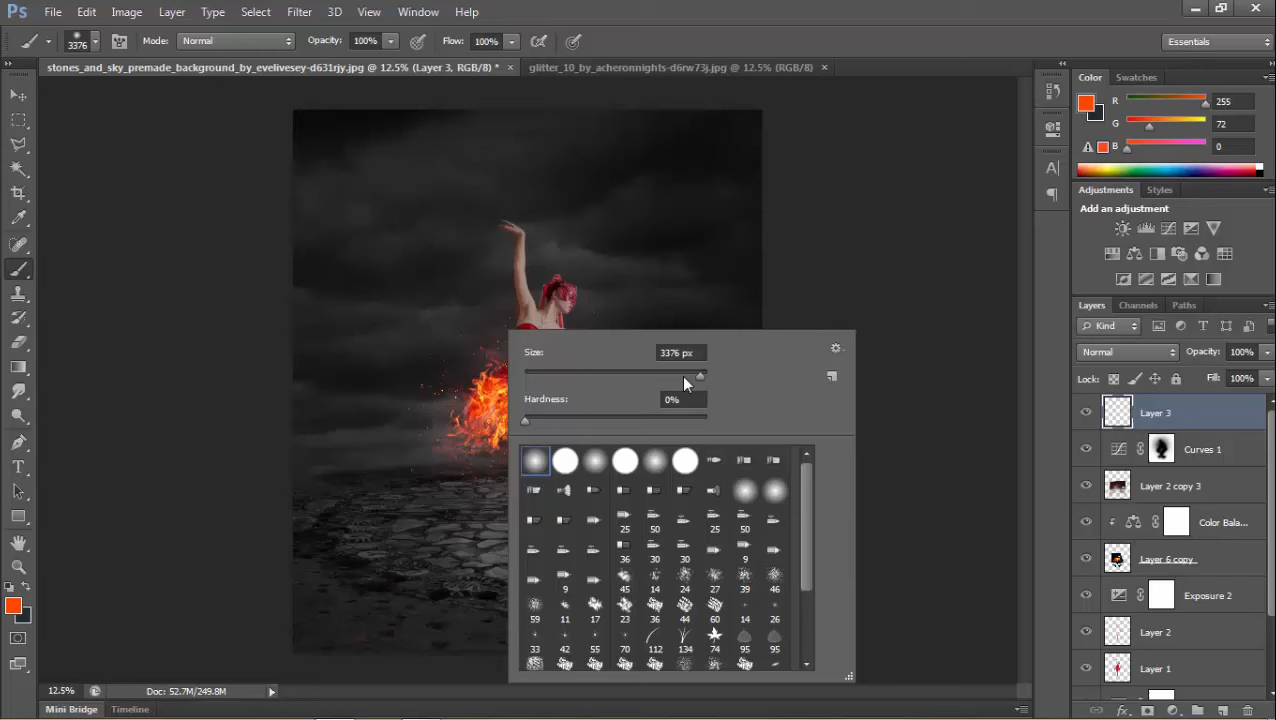 Ps File Edit Image Layer Type Select Filter 3D View Window Help
3376 Mode: Normal Opacity: 100% Flow: 100% Essentials
stones_and_sky_premade_background_by_evelivesey-d631rjy.jpg @ 12.5% (Layer 3, RGB/8) * × glitter_10_by_acheronnights-d6rw73j.jpg @ 12.5% (RGB/8) ×
Color Swatches
R 255
G 72
B 0
Adjustments Styles
Add an adjustment
Layers Channels Paths
Kind
Normal Opacity: 100%
Lock: Fill: 100%
Layer 3
Curves 1
Layer 2 copy 3
Color Bala...
Layer 6 copy
Exposure 2
Layer 2
Layer 1
Size: 3376 px
Hardness: 0%
25 50 25 50
36 30 30 9
9 45 14 24 27 39 46
59 11 17 23 36 44 60 14 26
33 42 55 70 112 134 74 95 95
12.5% Doc: 52.7M/249.8M
Mini Bridge Timeline